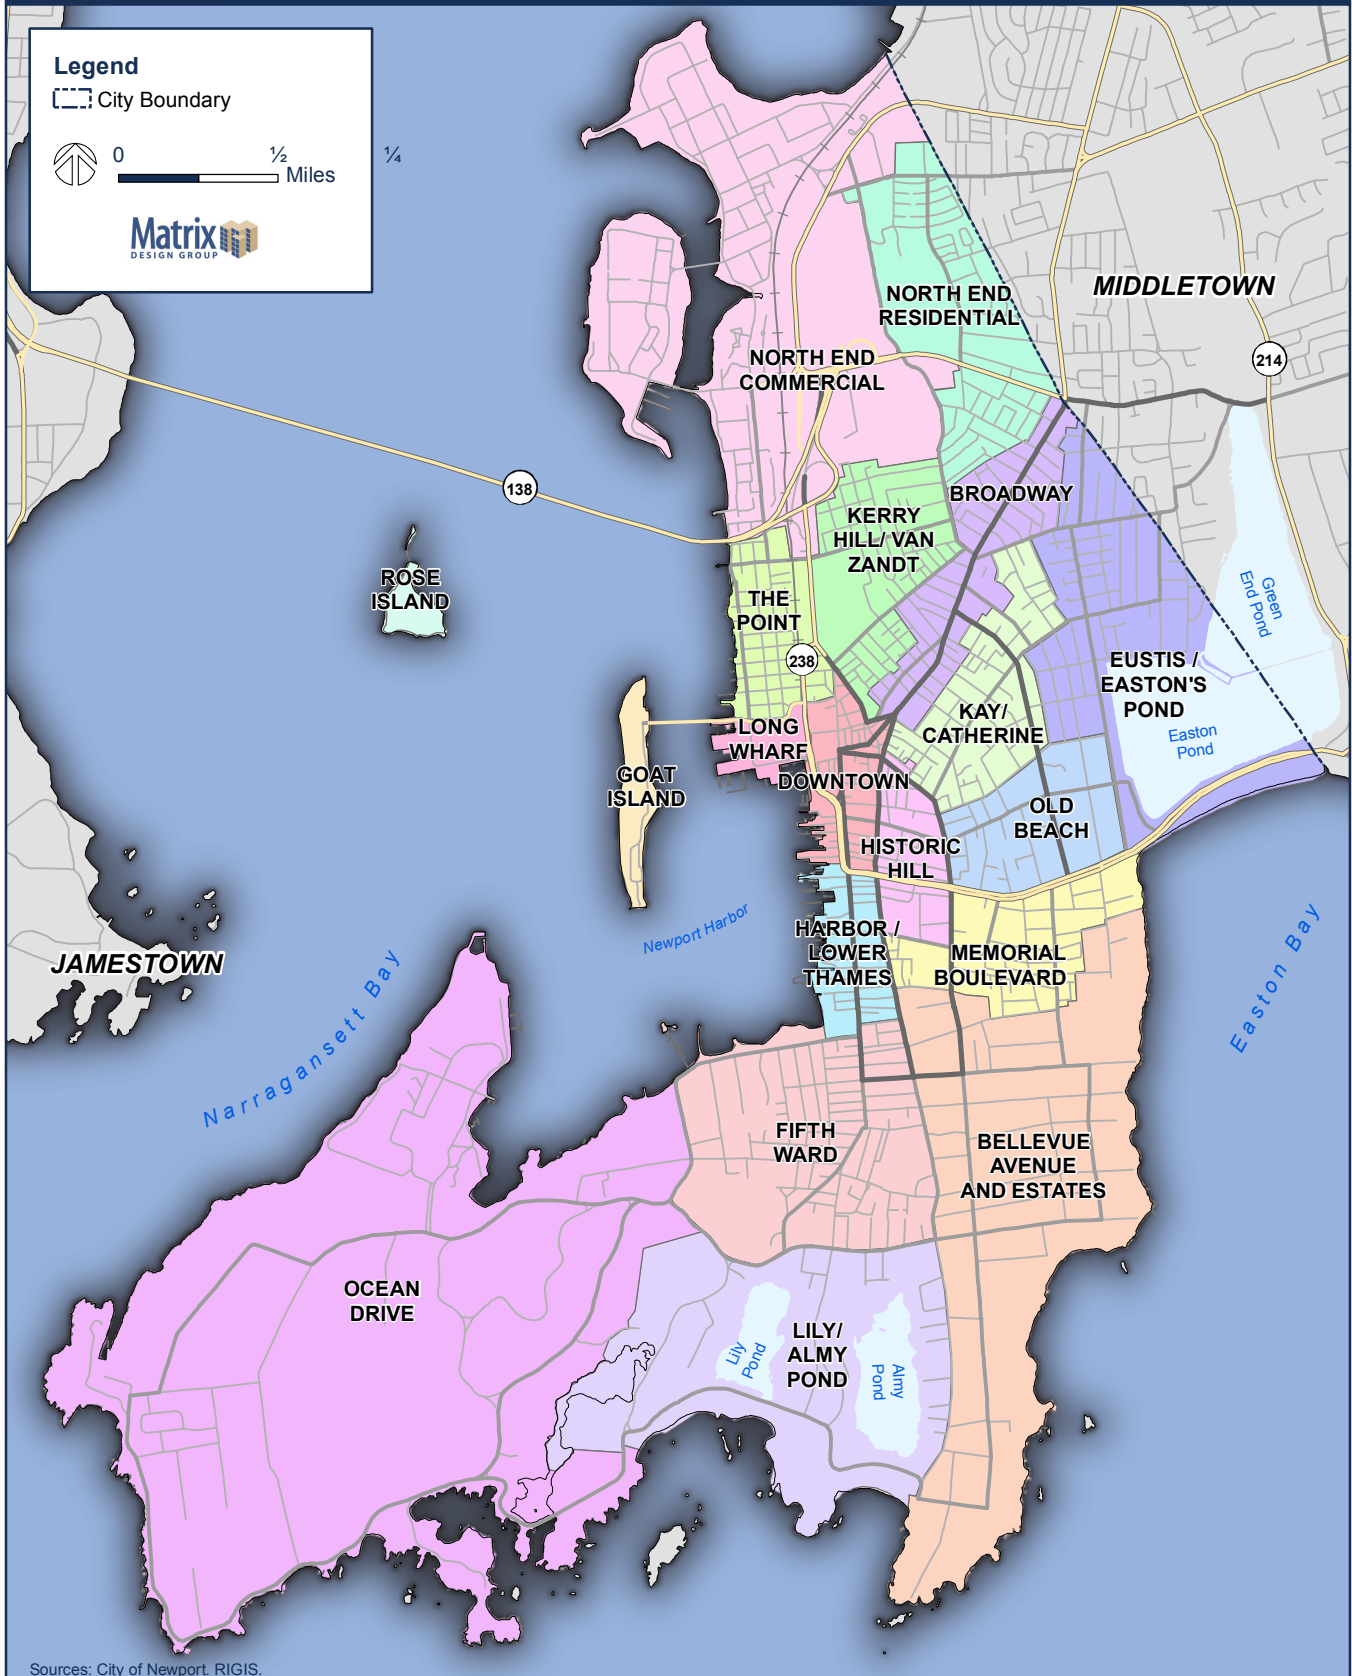 Legend
City Boundary
0
½
¼
Miles
Matrix
DESIGN GROUP
MIDDLETOWN
NORTH END
RESIDENTIAL
214
NORTH END
COMMERCIAL
138
BROADWAY
KERRY
HILL/ VAN
ZANDT
ROSE
ISLAND
THE
POINT
Green
End Pond
238
EUSTIS /
EASTON'S
POND
KAY/
CATHERINE
LONG
WHARF
Easton
Pond
GOAT
ISLAND
DOWNTOWN
OLD
BEACH
HISTORIC
HILL
Newport Harbor
HARBOR /
LOWER
THAMES
MEMORIAL
BOULEVARD
JAMESTOWN
Narragansett Bay
Easton Bay
FIFTH
WARD
BELLEVUE
AVENUE
AND ESTATES
OCEAN
DRIVE
LILY/
ALMY
POND
Lily
Pond
Almy
Pond
Sources: City of Newport, RIGIS.